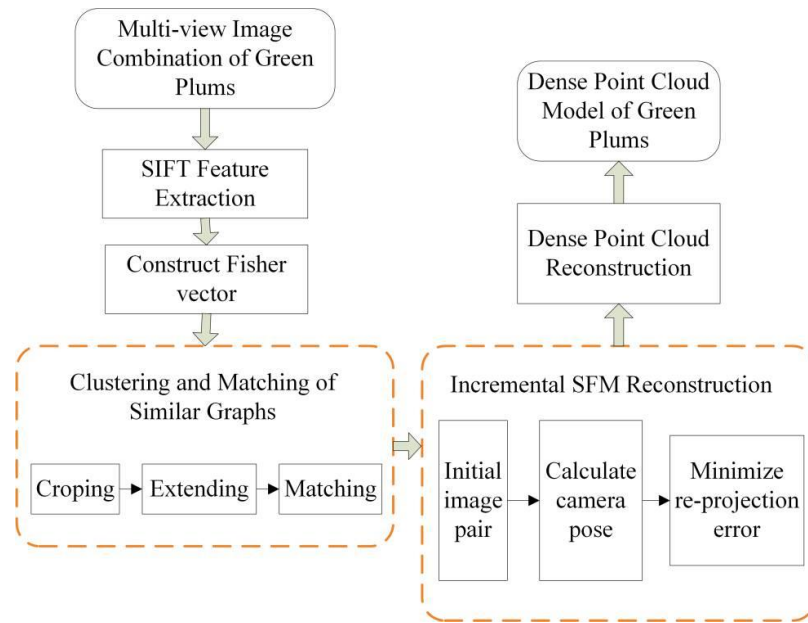 Multi-view Image
Combination of Green
Plums
SIFT Feature
Extraction
Construct Fisher
vector
Clustering and Matching of
Similar Graphs
Croping
Extending
Matching
Incremental SFM Reconstruction
Initial
image
pair
Calculate
camera
pose
Minimize
re-projection
error
Dense Point Cloud
Reconstruction
Dense Point Cloud
Model of Green
Plums